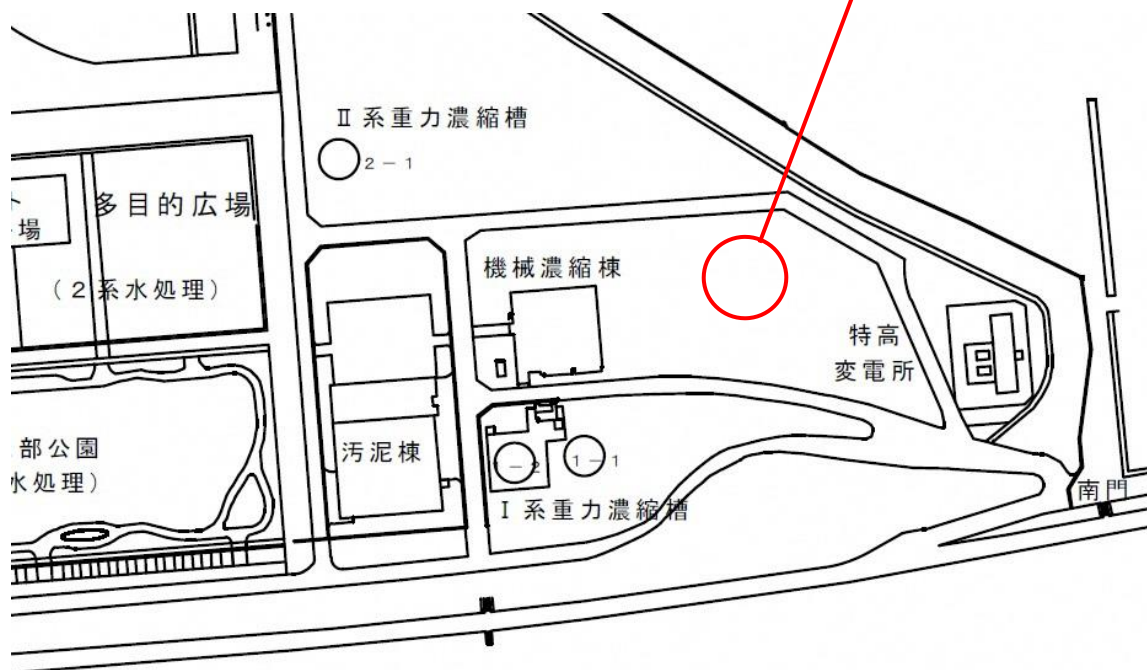 Ⅱ系重力濃縮槽
2－1
多目的広場
場
（2系水処理）
機械濃縮棟
特高
変電所
部公園
水処理）
汚泥棟
1－2
1－1
Ⅰ系重力濃縮槽
南門